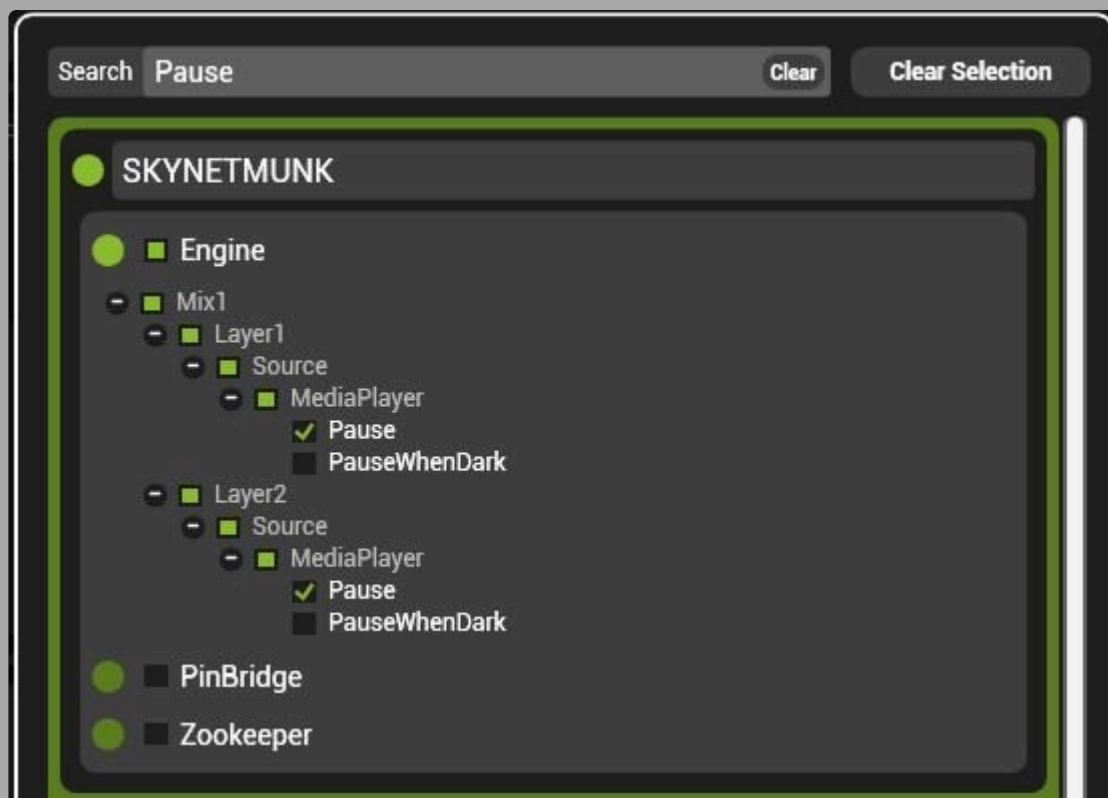 Search Pause Clear Clear Selection
SKYNETMUNK
Engine
Mix1
Layer1
Source
MediaPlayer
Pause
PauseWhenDark
Layer2
Source
MediaPlayer
Pause
PauseWhenDark
PinBridge
Zookeeper